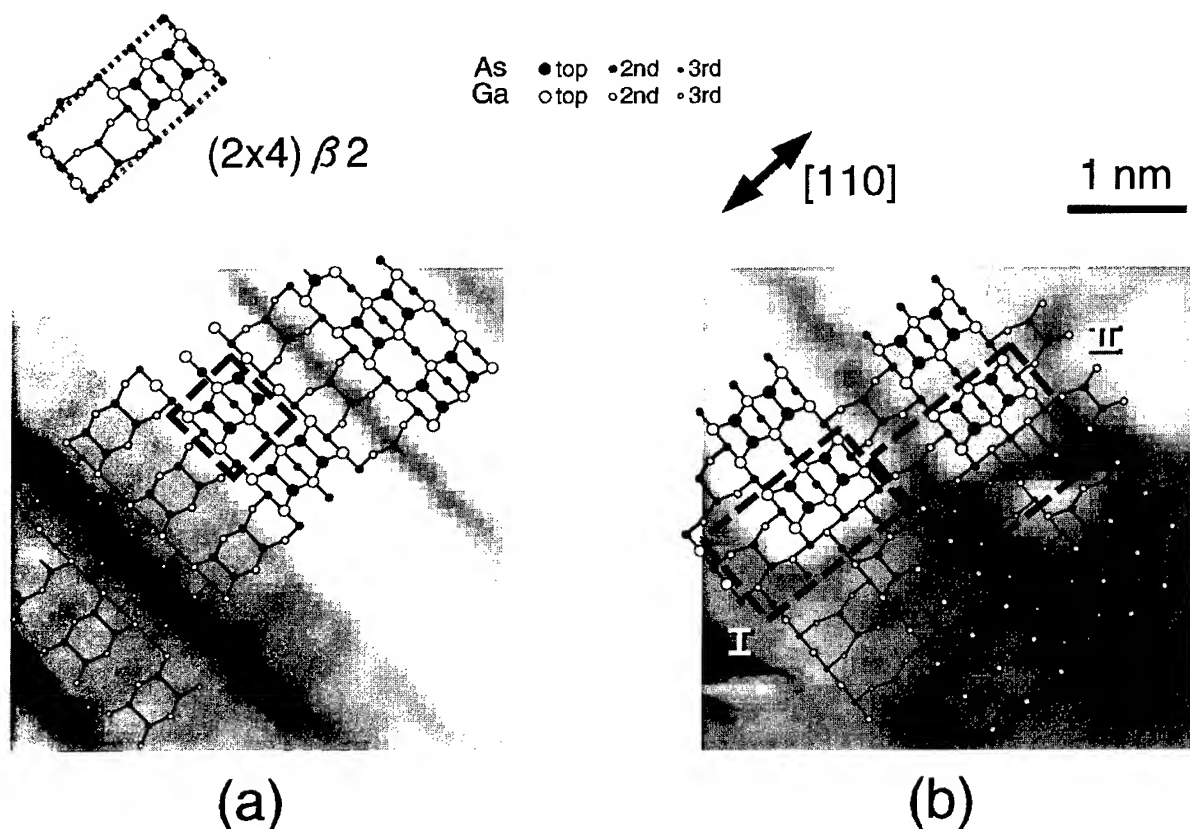 As ●top •2nd •3rd
Ga ○top ○2nd ○3rd
(2x4) β2
[110]
1 nm
II
I
(a)
(b)